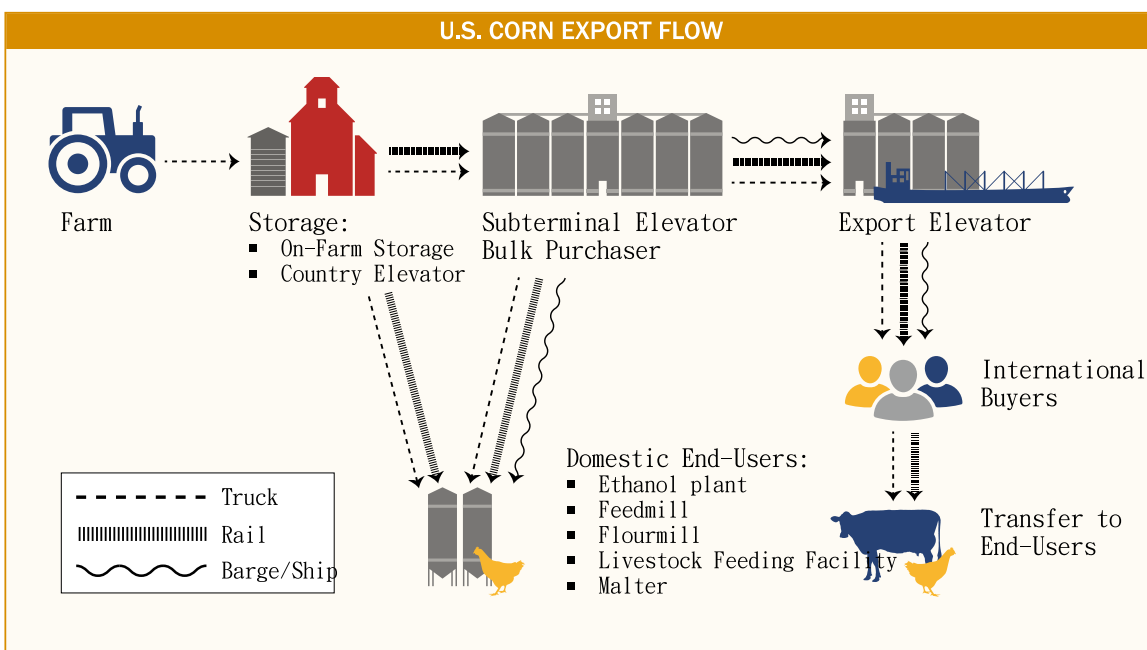 U.S. CORN EXPORT FLOW
Farm
Storage:
▪ On-Farm Storage
▪ Country Elevator
Subterminal Elevator
Bulk Purchaser
Export Elevator
International
Buyers
Domestic End-Users:
▪ Ethanol plant
▪ Feedmill
▪ Flourmill
▪ Livestock Feeding Facility
▪ Malter
Transfer to
End-Users
Truck
Rail
Barge/Ship